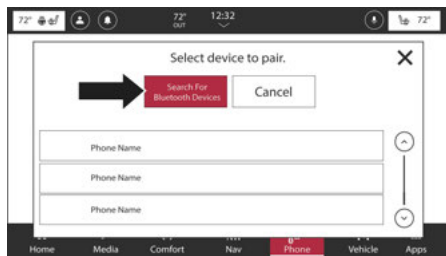 72°
72°
OUT
12:32
72°
Select device to pair.
Search For
Bluetooth Devices
Cancel
Phone Name
Phone Name
Phone Name
Home
Media
Comfort
Nav
Phone
Vehicle
Apps